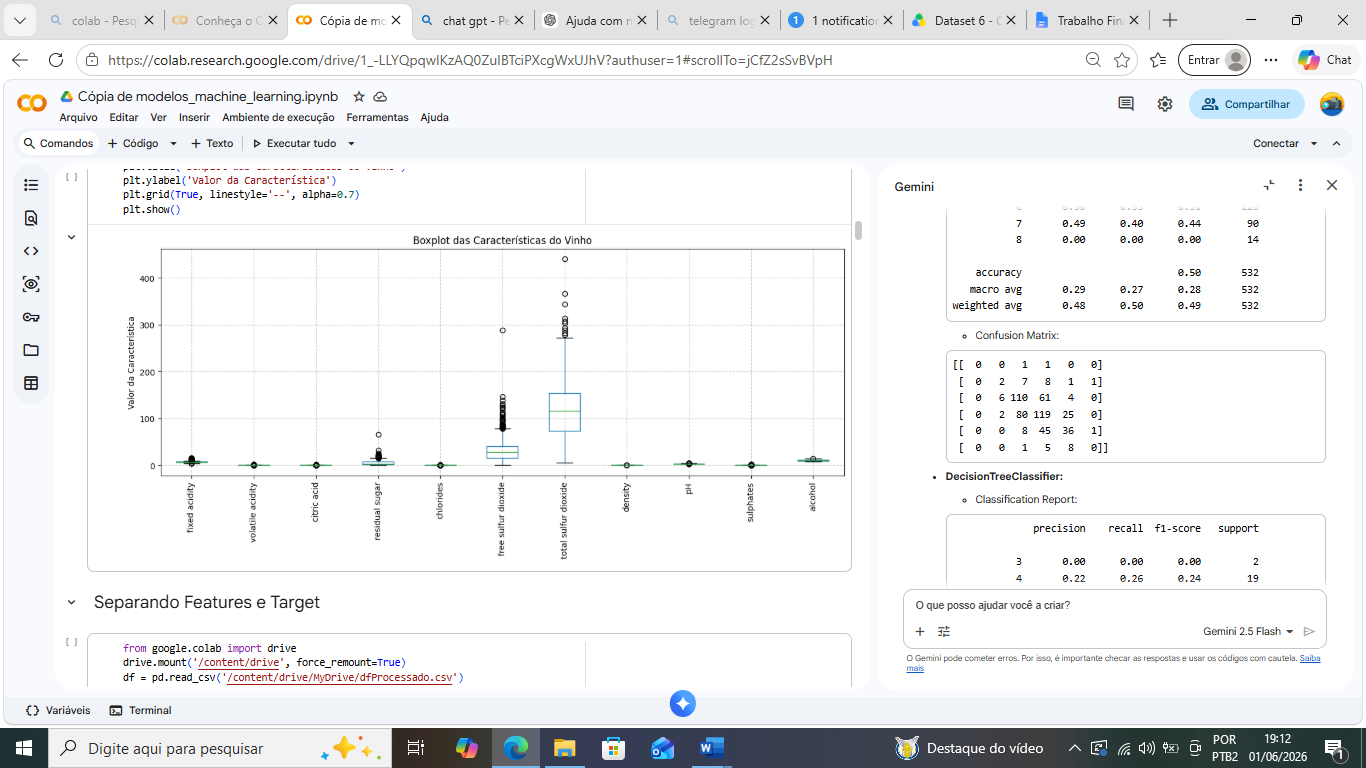 colab - Pesq
Conheça o C
Cópia de mo
chat gpt - Pe
Ajuda com n
telegram log
1 notification
Dataset 6 - C
Trabalho Fina
https://colab.research.google.com/drive/1_-LLYQpqwIKzAQ0ZuIBTciPXcgWxUJhV?authuser=1#scrollTo=jCfZ2sSvBVpH
Entrar
Chat
Cópia de modelos_machine_learning.ipynb
Arquivo Editar Ver Inserir Ambiente de execução Ferramentas Ajuda
Compartilhar
Comandos + Código + Texto Executar tudo
Conectar
[ ]
plt.ylabel('Valor da Característica')
plt.grid(True, linestyle='--', alpha=0.7)
plt.show()
Boxplot das Características do Vinho
Valor da Característica
400
300
200
100
0
fixed acidity
volatile acidity
citric acid
residual sugar
chlorides
free sulfur dioxide
total sulfur dioxide
density
pH
sulphates
alcohol
Separando Features e Target
[ ]
from google.colab import drive
drive.mount('/content/drive', force_remount=True)
df = pd.read_csv('/content/drive/MyDrive/dfProcessado.csv')
Gemini
7 0.49 0.40 0.44 90
8 0.00 0.00 0.00 14
accuracy 0.50 532
macro avg 0.29 0.27 0.28 532
weighted avg 0.48 0.50 0.49 532
Confusion Matrix:
[[ 0 0 1 1 0 0]
[ 0 2 7 8 1 1]
[ 0 6 110 61 4 0]
[ 0 2 80 119 25 0]
[ 0 0 8 45 36 1]
[ 0 0 1 5 8 0]]
DecisionTreeClassifier:
Classification Report:
precision recall f1-score support
3 0.00 0.00 0.00 2
4 0.22 0.26 0.24 19
O que posso ajudar você a criar?
Gemini 2.5 Flash
O Gemini pode cometer erros. Por isso, é importante checar as respostas e usar os códigos com cautela. Saiba
mais
Variáveis
Terminal
Digite aqui para pesquisar
Destaque do vídeo
POR
PTB2
19:12
01/06/2026
1